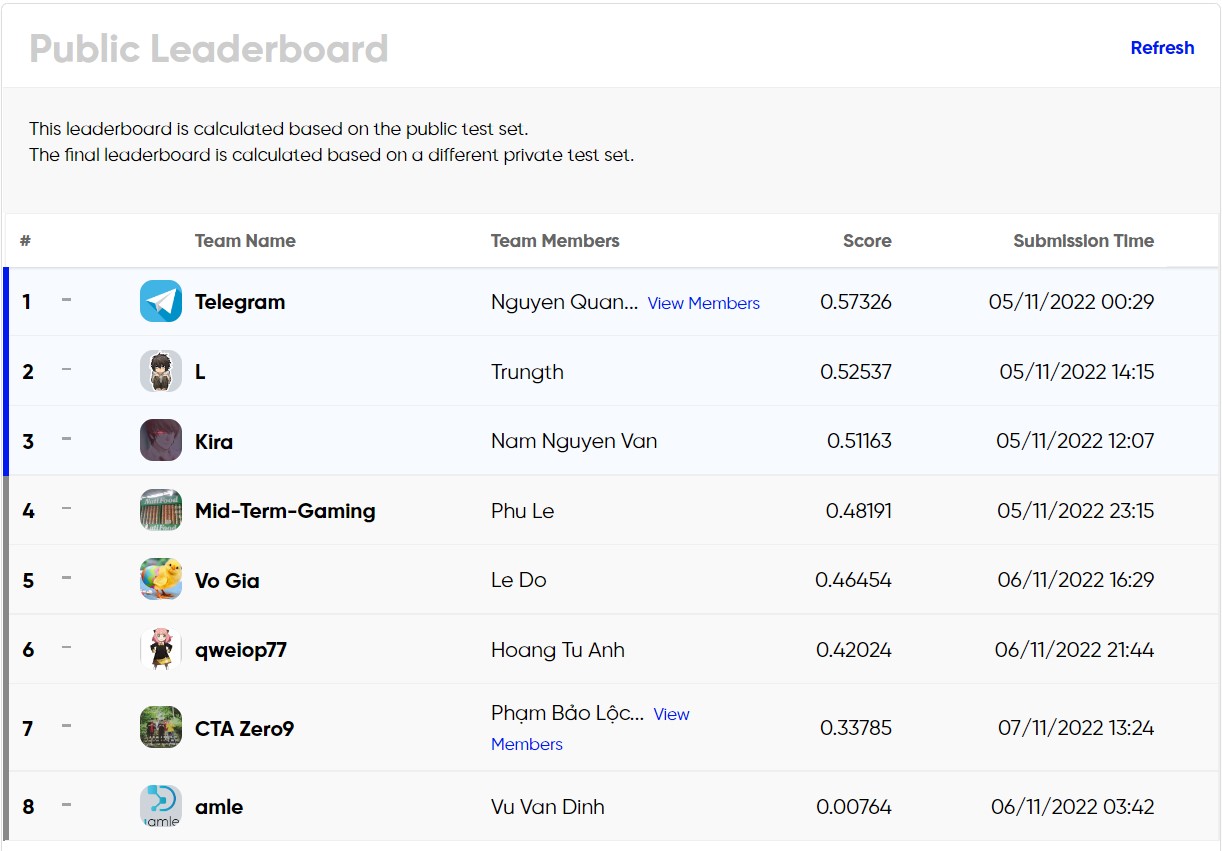 Public Leaderboard
Refresh
This leaderboard is calculated based on the public test set.
The final leaderboard is calculated based on a different private test set.
# Team Name Team Members Score Submission Time
1 - Telegram Nguyen Quan... View Members 0.57326 05/11/2022 00:29
2 - L Trungth 0.52537 05/11/2022 14:15
3 - Kira Nam Nguyen Van 0.51163 05/11/2022 12:07
4 - Mid-Term-Gaming Phu Le 0.48191 05/11/2022 23:15
5 - Vo Gia Le Do 0.46454 06/11/2022 16:29
6 - qweiop77 Hoang Tu Anh 0.42024 06/11/2022 21:44
7 - CTA Zero9 Phạm Bảo Lộc... View
Members 0.33785 07/11/2022 13:24
8 - amle Vu Van Dinh 0.00764 06/11/2022 03:42
amle